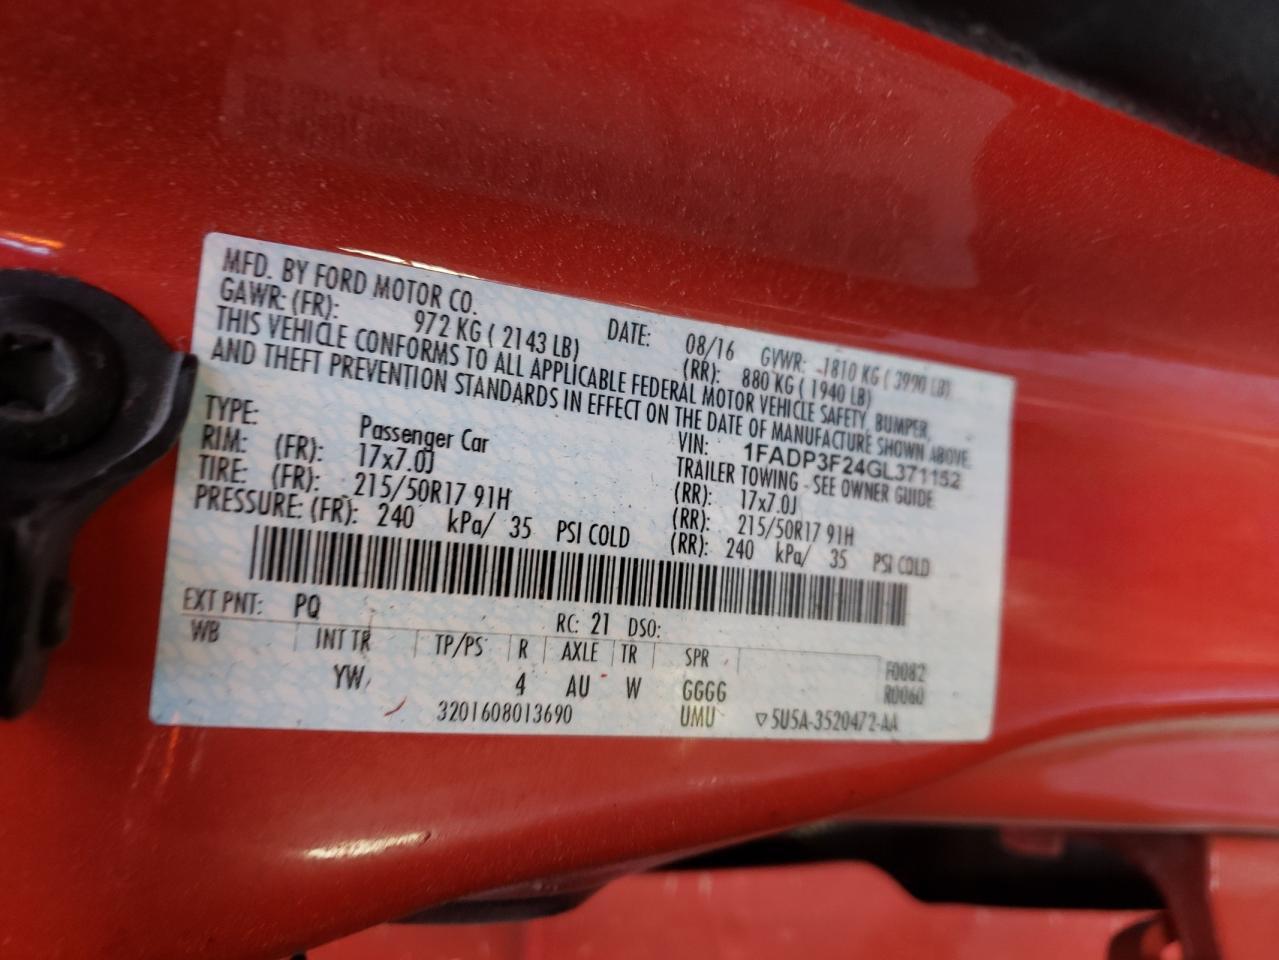 MFD. BY FORD MOTOR CO. DATE: 08/16 GVWR: 1810 KG ( 3990 LB)
GAWR: (FR): 972 KG ( 2143 LB) (RR): 880 KG ( 1940 LB)
THIS VEHICLE CONFORMS TO ALL APPLICABLE FEDERAL MOTOR VEHICLE SAFETY, BUMPER,
AND THEFT PREVENTION STANDARDS IN EFFECT ON THE DATE OF MANUFACTURE SHOWN ABOVE.
VIN: 1FADP3F24GL371152
TYPE: Passenger Car TRAILER TOWING - SEE OWNER GUIDE
RIM: (FR): 17x7.0J (RR): 17x7.0J
TIRE: (FR): 215/50R17 91H (RR): 215/50R17 91H
PRESSURE: (FR): 240 kPa/ 35 PSI COLD (RR): 240 kPa/ 35 PSI COLD
EXT PNT: PQ RC: 21 DSO:
WB INT TR TP/PS R AXLE TR SPR F0082
YW 4 AU W GGGG R0060
3201608013690 UMU ▽5U5A-3520472-AA